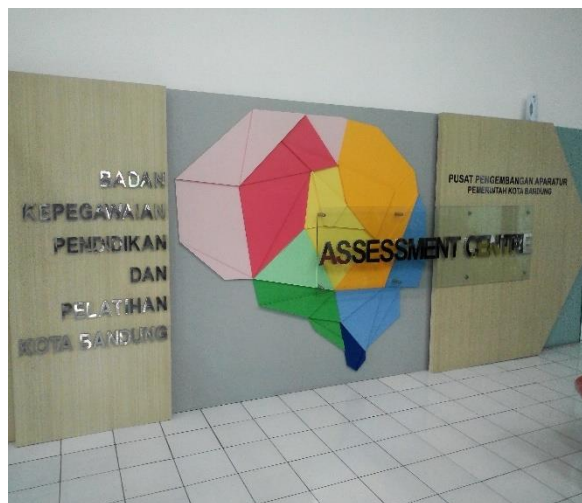 BADAN
KEPEGAWAIAN
PENDIDIKAN
DAN
PELATIHAN
KOTA BANDUNG
ASSESSMENT CENTRE
PUSAT PENGEMBANGAN APARATUR
PEMERINTAH KOTA BANDUNG